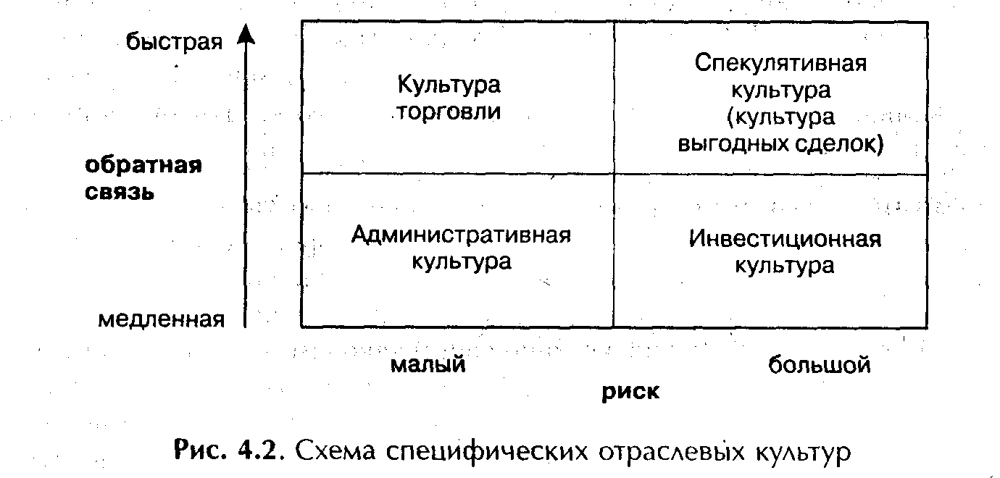 быстрая
Культура
торговли
Спекулятивная
культура
(культура
выгодных сделок)
обратная
связь
Административная
культура
Инвестиционная
культура
медленная
малый
большой
риск
Рис. 4.2. Схема специфических отраслевых культур